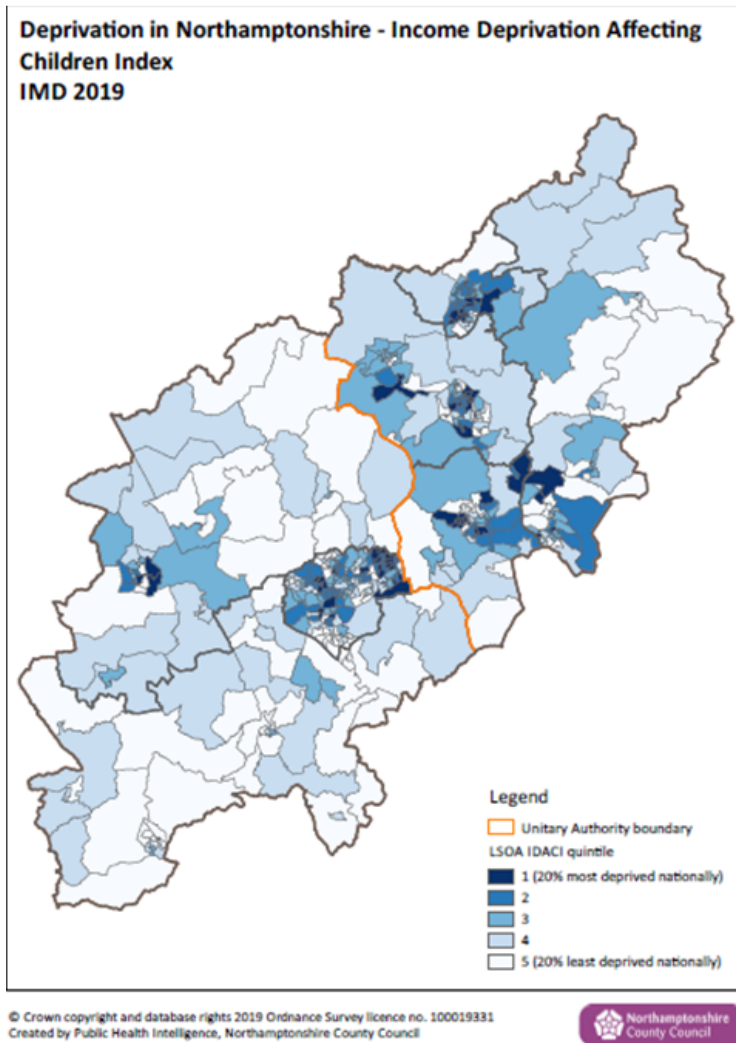 Deprivation in Northamptonshire - Income Deprivation Affecting
Children Index
IMD 2019
Legend
Unitary Authority boundary
LSOA IDACI quintile
1 (20% most deprived nationally)
2
3
4
5 (20% least deprived nationally)
© Crown copyright and database rights 2019 Ordnance Survey licence no. 100019331
Created by Public Health Intelligence, Northamptonshire County Council
Northamptonshire
County Council